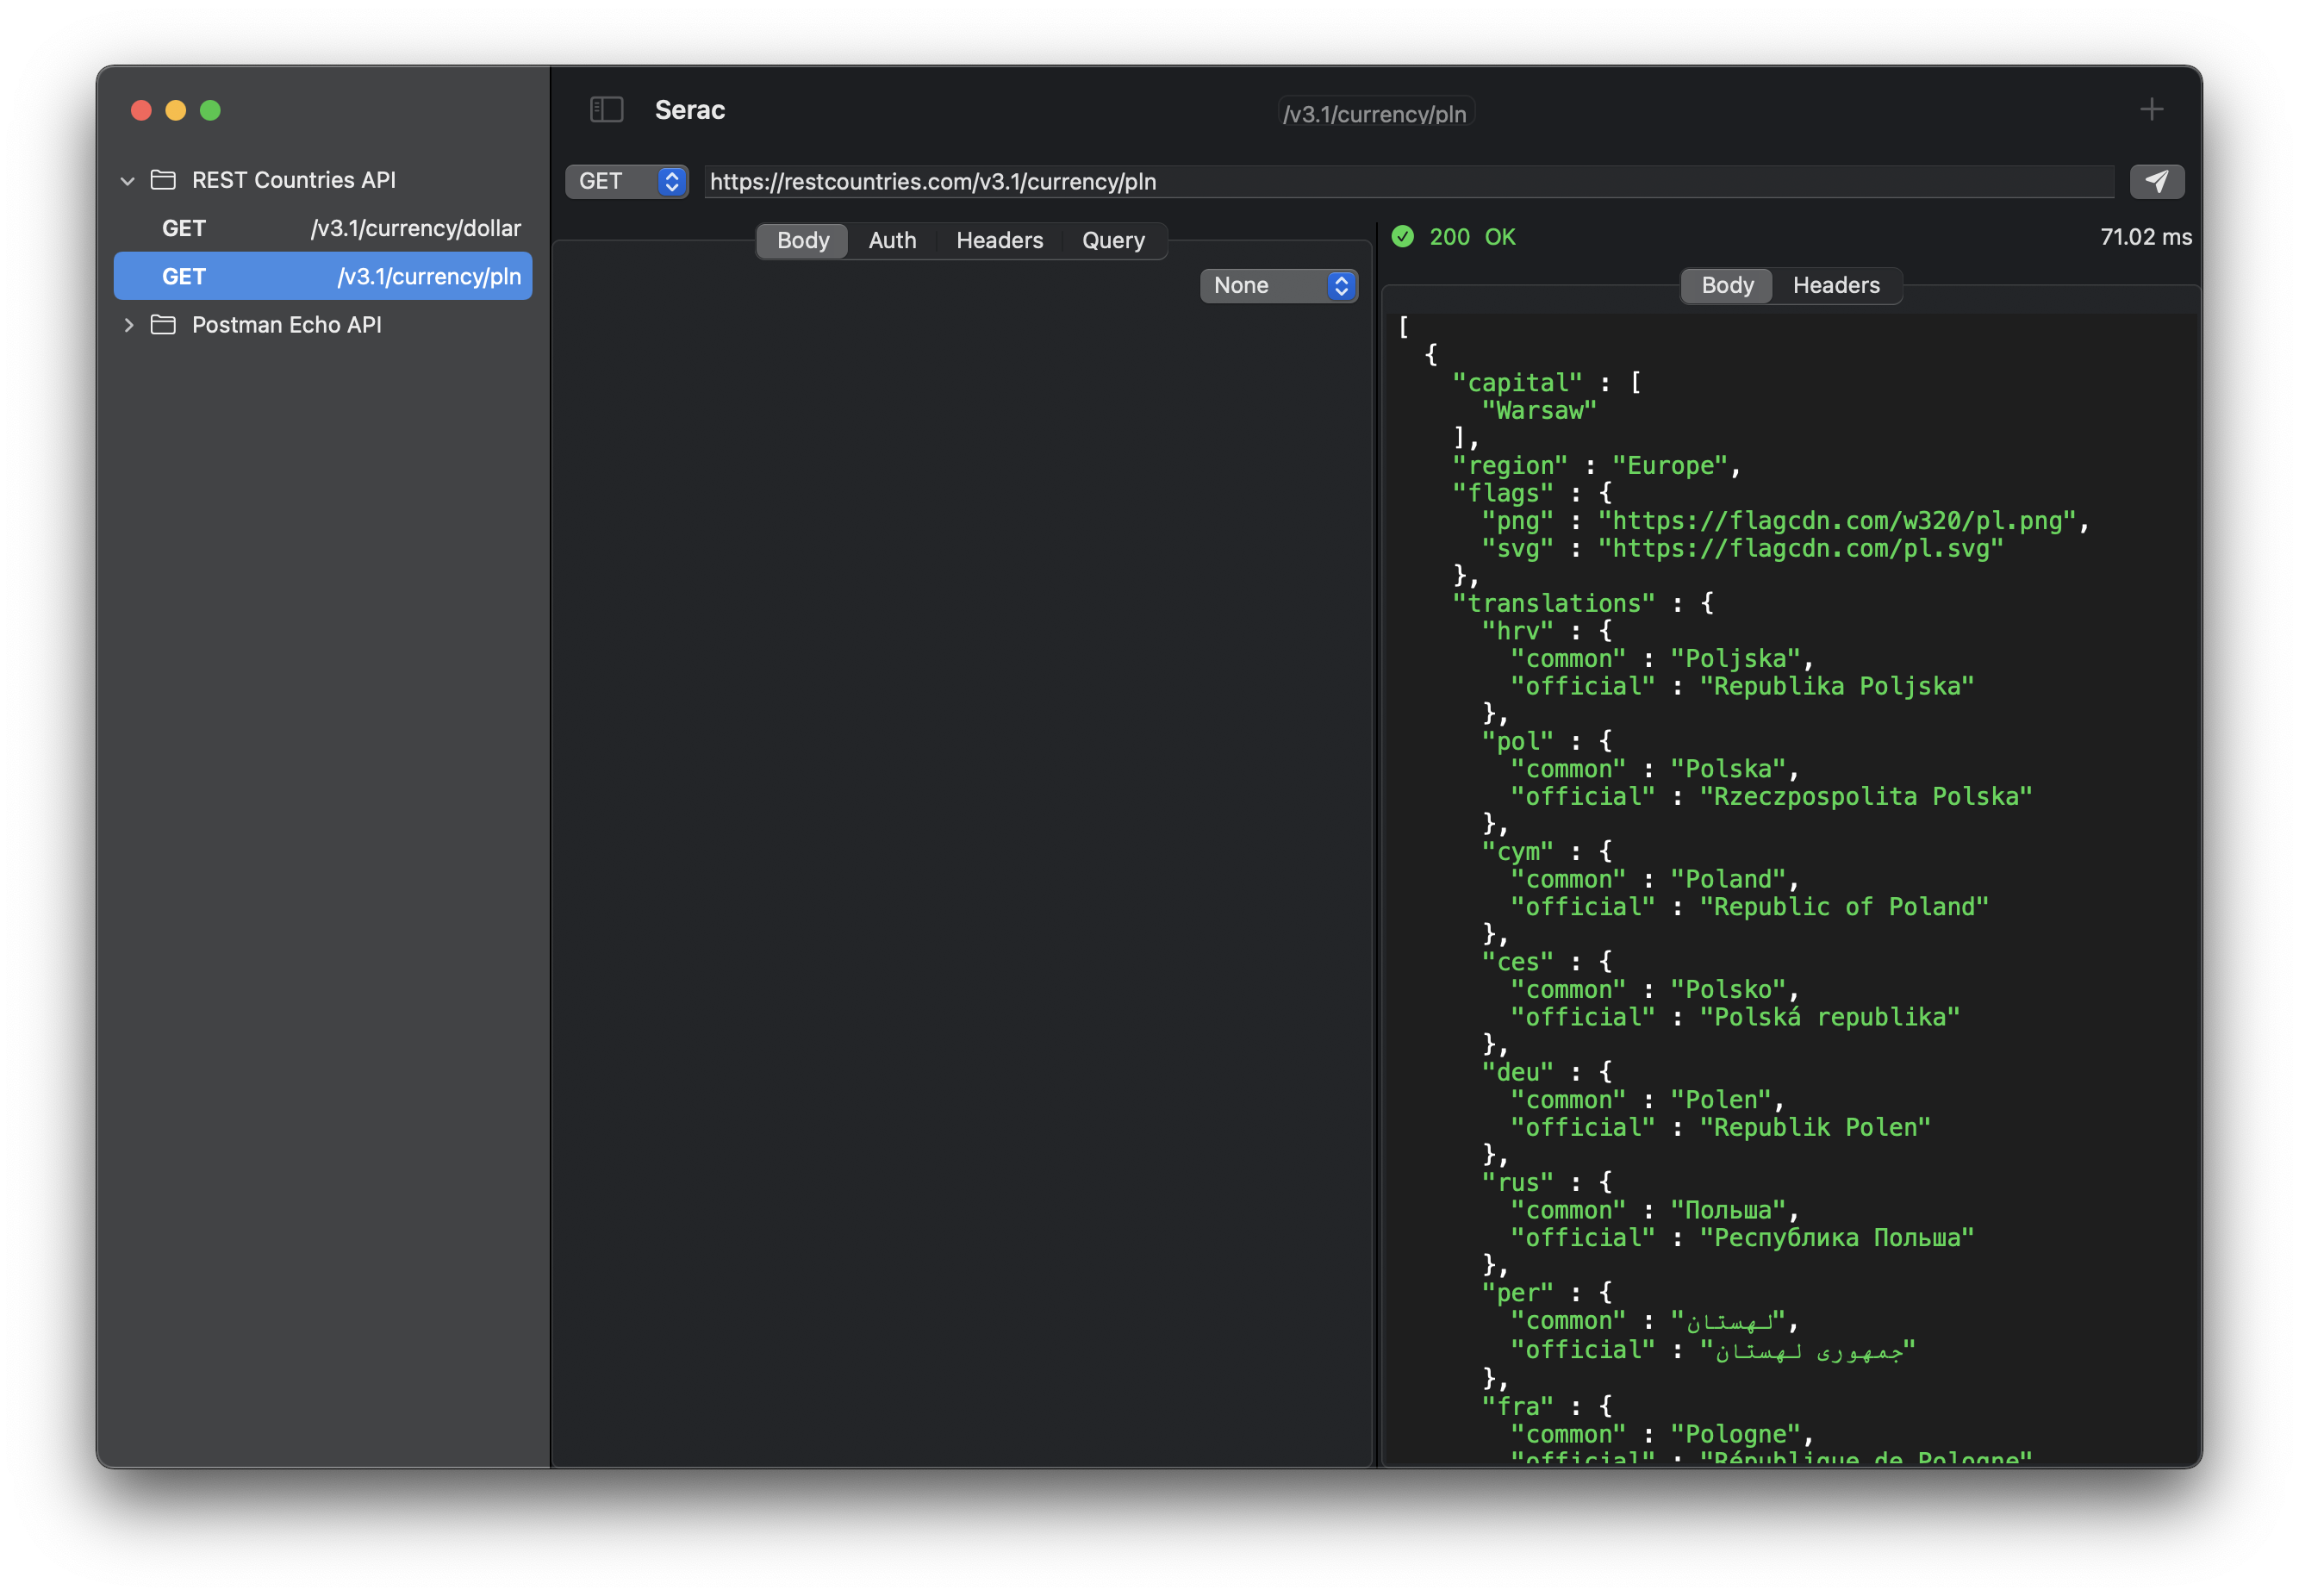 Serac
/v3.1/currency/pln
REST Countries API
GET /v3.1/currency/dollar
GET /v3.1/currency/pln
Postman Echo API
GET https://restcountries.com/v3.1/currency/pln
Body Auth Headers Query
None
200 OK 71.02 ms
Body Headers
[
{
"capital" : [
"Warsaw"
],
"region" : "Europe",
"flags" : {
"png" : "https://flagcdn.com/w320/pl.png",
"svg" : "https://flagcdn.com/pl.svg"
},
"translations" : {
"hrv" : {
"common" : "Poljska",
"official" : "Republika Poljska"
},
"pol" : {
"common" : "Polska",
"official" : "Rzeczpospolita Polska"
},
"cym" : {
"common" : "Poland",
"official" : "Republic of Poland"
},
"ces" : {
"common" : "Polsko",
"official" : "Polská republika"
},
"deu" : {
"common" : "Polen",
"official" : "Republik Polen"
},
"rus" : {
"common" : "Польша",
"official" : "Республика Польша"
},
"per" : {
"common" : "لهستان",
"official" : "جمهوری لهستان"
},
"fra" : {
"common" : "Pologne",
"official" : "République de Pologne"